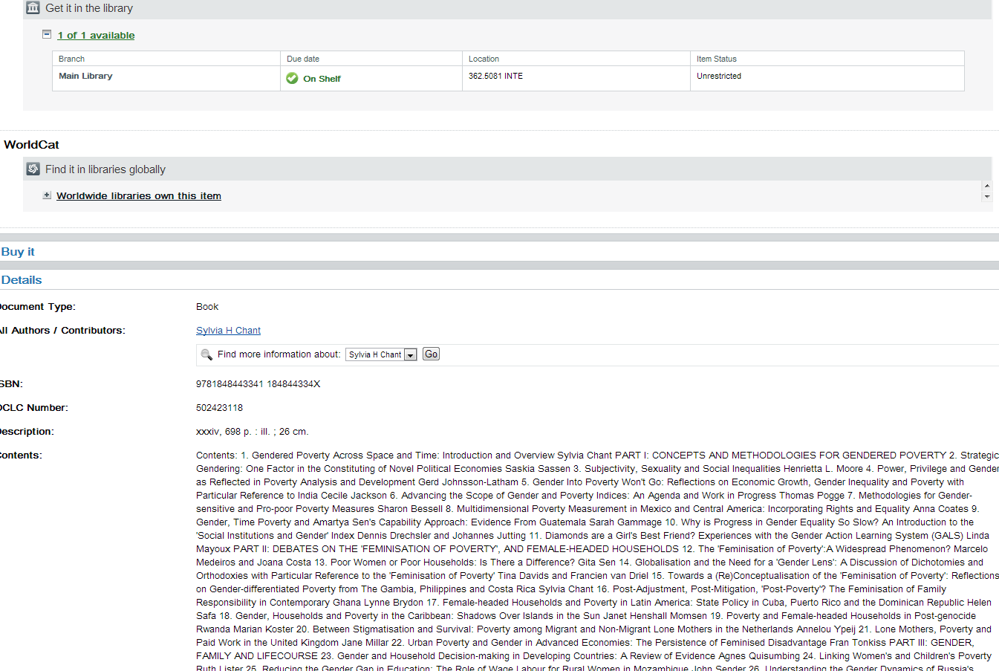 Get it in the library
1 of 1 available
Branch Due date Location Item Status
Main Library On Shelf 362.5081 INTE Unrestricted
WorldCat
Find it in libraries globally
Worldwide libraries own this item
Buy it
Details
Document Type: Book
All Authors / Contributors: Sylvia H Chant
Find more information about: Sylvia H Chant Go
ISBN: 9781848443341 184844334X
OCLC Number: 502423118
Description: xxxiv, 698 p. : ill. ; 26 cm.
Contents: Contents: 1. Gendered Poverty Across Space and Time: Introduction and Overview Sylvia Chant PART I: CONCEPTS AND METHODOLOGIES FOR GENDERED POVERTY 2. Strategic
Gendering: One Factor in the Constituting of Novel Political Economies Saskia Sassen 3. Subjectivity, Sexuality and Social Inequalities Henrietta L. Moore 4. Power, Privilege and Gender
as Reflected in Poverty Analysis and Development Gerd Johnsson-Latham 5. Gender Into Poverty Won't Go: Reflections on Economic Growth, Gender Inequality and Poverty with
Particular Reference to India Cecile Jackson 6. Advancing the Scope of Gender and Poverty Indices: An Agenda and Work in Progress Thomas Pogge 7. Methodologies for Gender-
sensitive and Pro-poor Poverty Measures Sharon Bessell 8. Multidimensional Poverty Measurement in Mexico and Central America: Incorporating Rights and Equality Anna Coates 9.
Gender, Time Poverty and Amartya Sen's Capability Approach: Evidence From Guatemala Sarah Gammage 10. Why is Progress in Gender Equality So Slow? An Introduction to the
'Social Institutions and Gender' Index Dennis Drechsler and Johannes Jutting 11. Diamonds are a Girl's Best Friend? Experiences with the Gender Action Learning System (GALS) Linda
Mayoux PART II: DEBATES ON THE 'FEMINISATION OF POVERTY', AND FEMALE-HEADED HOUSEHOLDS 12. The 'Feminisation of Poverty':A Widespread Phenomenon? Marcelo
Medeiros and Joana Costa 13. Poor Women or Poor Households: Is There a Difference? Gita Sen 14. Globalisation and the Need for a 'Gender Lens': A Discussion of Dichotomies and
Orthodoxies with Particular Reference to the 'Feminisation of Poverty' Tina Davids and Francien van Driel 15. Towards a (Re)Conceptualisation of the 'Feminisation of Poverty': Reflections
on Gender-differentiated Poverty from The Gambia, Philippines and Costa Rica Sylvia Chant 16. Post-Adjustment, Post-Mitigation, 'Post-Poverty'? The Feminisation of Family
Responsibility in Contemporary Ghana Lynne Brydon 17. Female-headed Households and Poverty in Latin America: State Policy in Cuba, Puerto Rico and the Dominican Republic Helen
Safa 18. Gender, Households and Poverty in the Caribbean: Shadows Over Islands in the Sun Janet Henshall Momsen 19. Poverty and Female-headed Households in Post-genocide
Rwanda Marian Koster 20. Between Stigmatisation and Survival: Poverty among Migrant and Non-Migrant Lone Mothers in the Netherlands Annelou Ypeij 21. Lone Mothers, Poverty and
Paid Work in the United Kingdom Jane Millar 22. Urban Poverty and Gender in Advanced Economies: The Persistence of Feminised Disadvantage Fran Tonkiss PART III: GENDER,
FAMILY AND LIFECOURSE 23. Gender and Household Decision-making in Developing Countries: A Review of Evidence Agnes Quisumbing 24. Linking Women's and Children's Poverty
Ruth Lister 25. Reducing the Gender Gap in Education: The Role of Wage Labour for Rural Women in Mozambique John Sender 26. Understanding the Gender Dynamics of Russia's